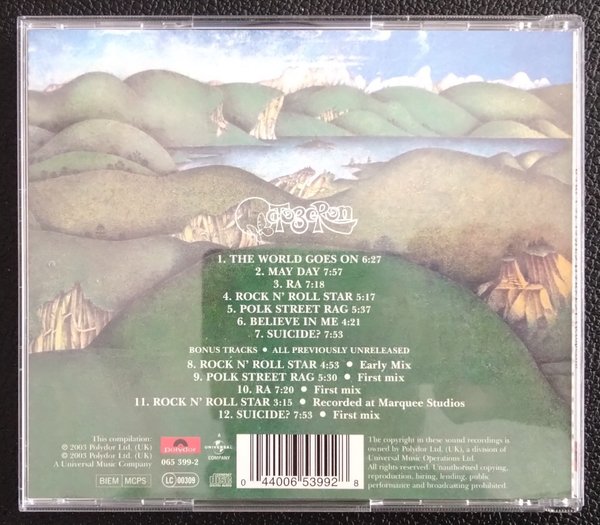 OctoBeRon
1. THE WORLD GOES ON 6:27
2. MAY DAY 7:57
3. RA 7:18
4. ROCK N' ROLL STAR 5:17
5. POLK STREET RAG 5:37
6. BELIEVE IN ME 4:21
7. SUICIDE? 7:53
BONUS TRACKS • ALL PREVIOUSLY UNRELEASED
8. ROCK N' ROLL STAR 4:53 • Early Mix
9. POLK STREET RAG 5:30 • First mix
10. RA 7:20 • First mix
11. ROCK N' ROLL STAR 3:15 • Recorded at Marquee Studios
12. SUICIDE? 7:53 • First mix
This compilation:
℗ 2003 Polydor Ltd. (UK)
© 2003 Polydor Ltd. (UK)
A Universal Music Company
BIEM MCPS
polydor
065 399-2
LC 00309
A
UNIVERSAL
COMPANY
COMPACT
disc
DIGITAL AUDIO
0 44006 53992 8
The copyright in these sound recordings is
owned by Polydor Ltd. (UK), a division of
Universal Music Operations Ltd.
All rights reserved. Unauthorised copying,
reproduction, hiring, lending, public
performance and broadcasting prohibited.